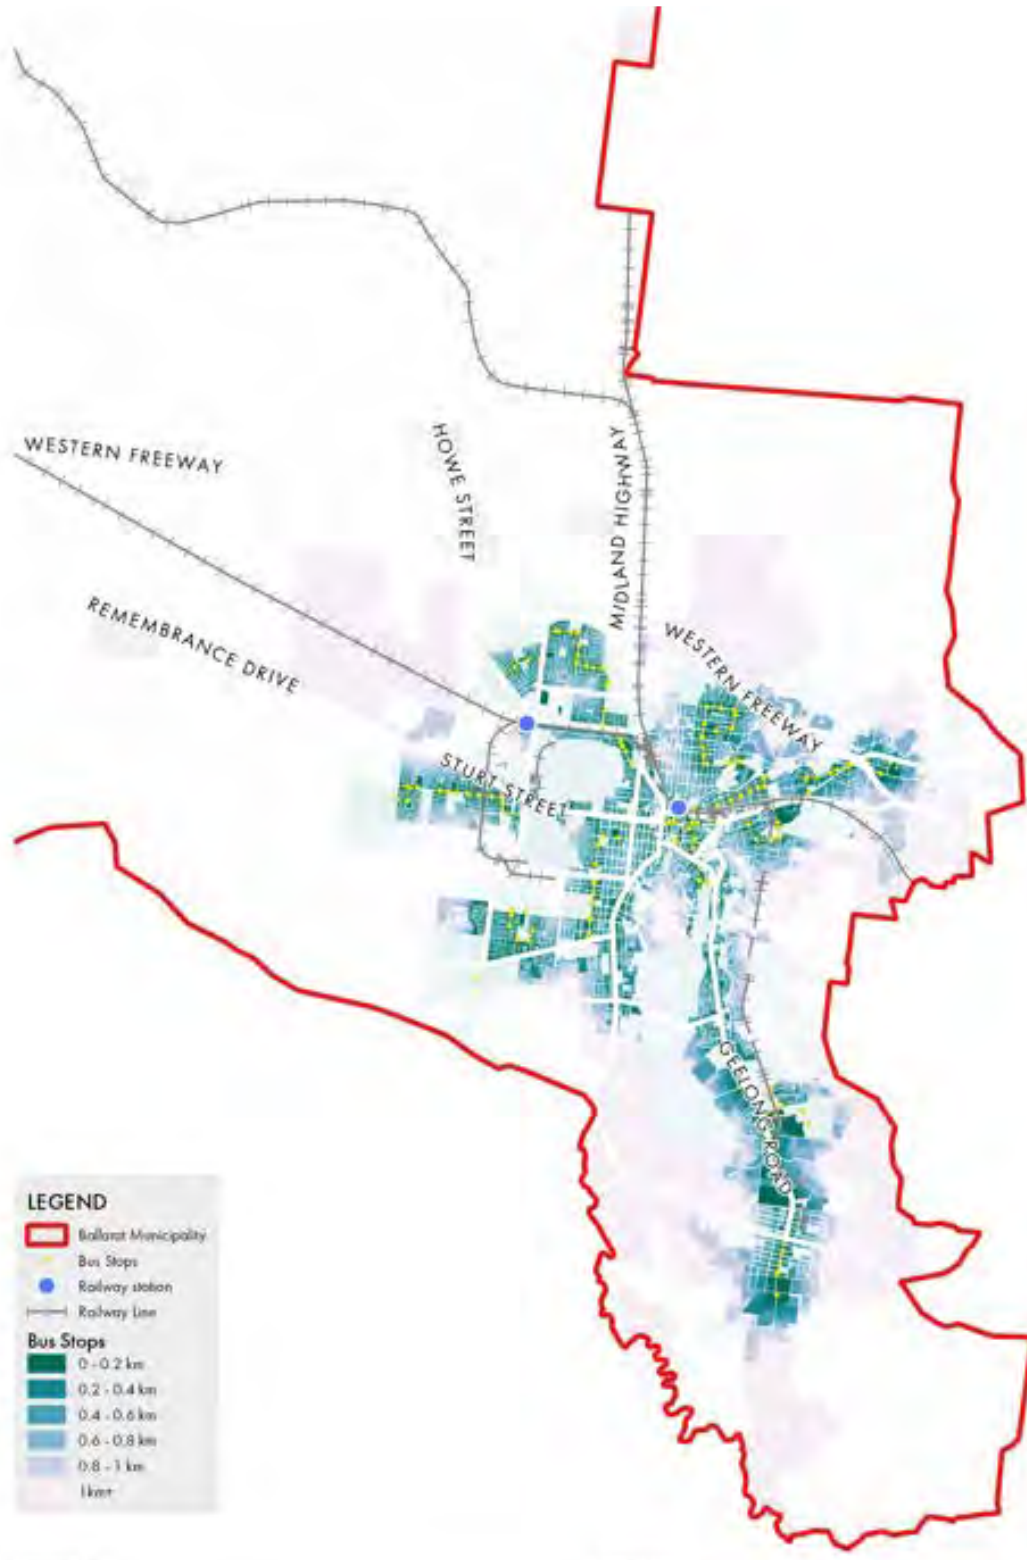 HOWE STREET
MIDLAND HIGHWAY
WESTERN FREEWAY
REMEMBRANCE DRIVE
WESTERN FREEWAY
STURT STREET
GEELONG ROAD
LEGEND
Ballarat Municipality
Bus Stops
Railway station
Railway Line
Bus Stops
0 - 0.2 km
0.2 - 0.4 km
0.4 - 0.6 km
0.6 - 0.8 km
0.8 - 1 km
1km+